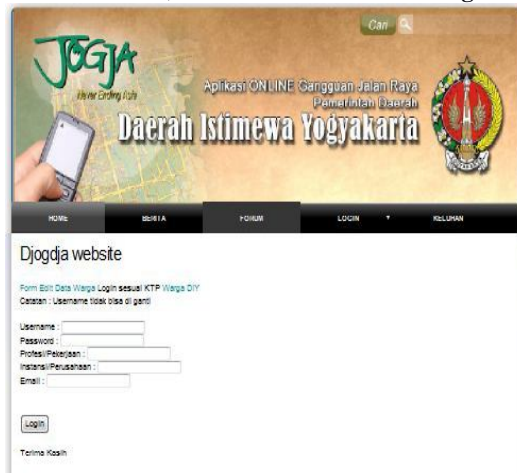 Cari
JOGJA
Never Ending Asia
Aplikasi ONLINE Gangguan Jalan Raya
Pemerintah Daerah
Daerah Istimewa Yogyakarta
HOME BERITA FORUM LOGIN KELUHAN
Djogdja website
Form Edit Data Warga Login sesuai KTP Warga DIY
Catatan : Username tidak bisa di ganti
Username :
Password :
Profesi/Pekerjaan :
Instansi/Perusahaan :
Email :
Login
Terima Kasih